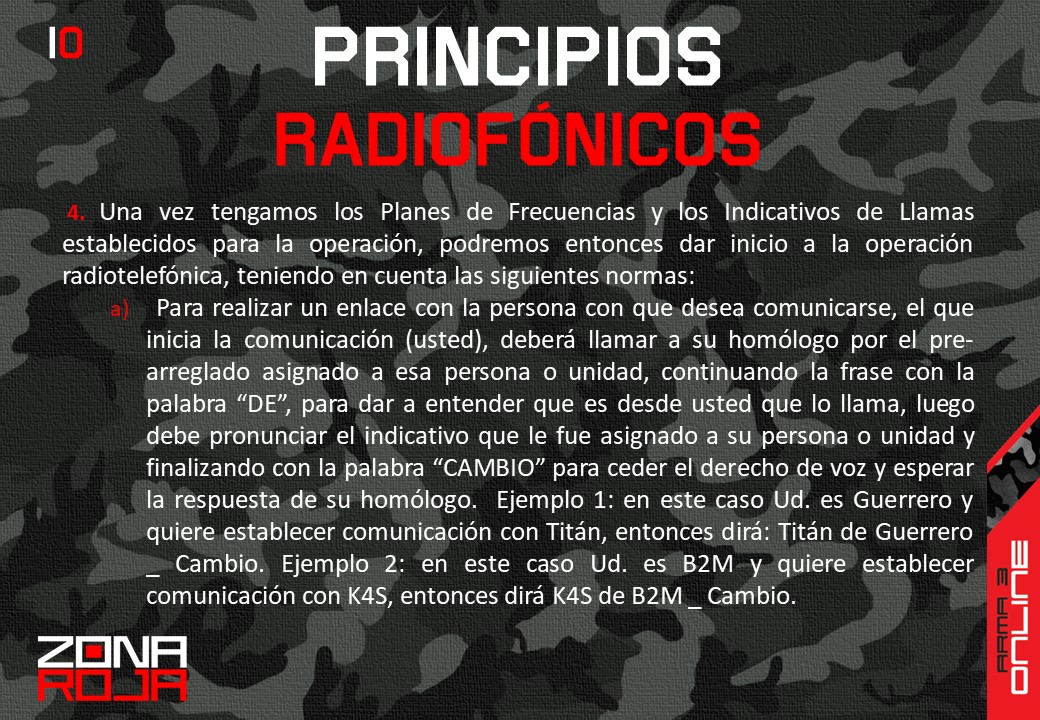 10
PRINCIPIOS
RADIOFÓNICOS
4. Una vez tengamos los Planes de Frecuencias y los Indicativos de Llamas
establecidos para la operación, podremos entonces dar inicio a la operación
radiotelefónica, teniendo en cuenta las siguientes normas:
a) Para realizar un enlace con la persona con que desea comunicarse, el que
inicia la comunicación (usted), deberá llamar a su homólogo por el pre-
arreglado asignado a esa persona o unidad, continuando la frase con la
palabra “DE”, para dar a entender que es desde usted que lo llama, luego
debe pronunciar el indicativo que le fue asignado a su persona o unidad y
finalizando con la palabra “CAMBIO” para ceder el derecho de voz y esperar
la respuesta de su homólogo. Ejemplo 1: en este caso Ud. es Guerrero y
quiere establecer comunicación con Titán, entonces dirá: Titán de Guerrero
_ Cambio. Ejemplo 2: en este caso Ud. es B2M y quiere establecer
comunicación con K4S, entonces dirá K4S de B2M _ Cambio.
ZONA
ROJA
ARMA 3
ONLINE